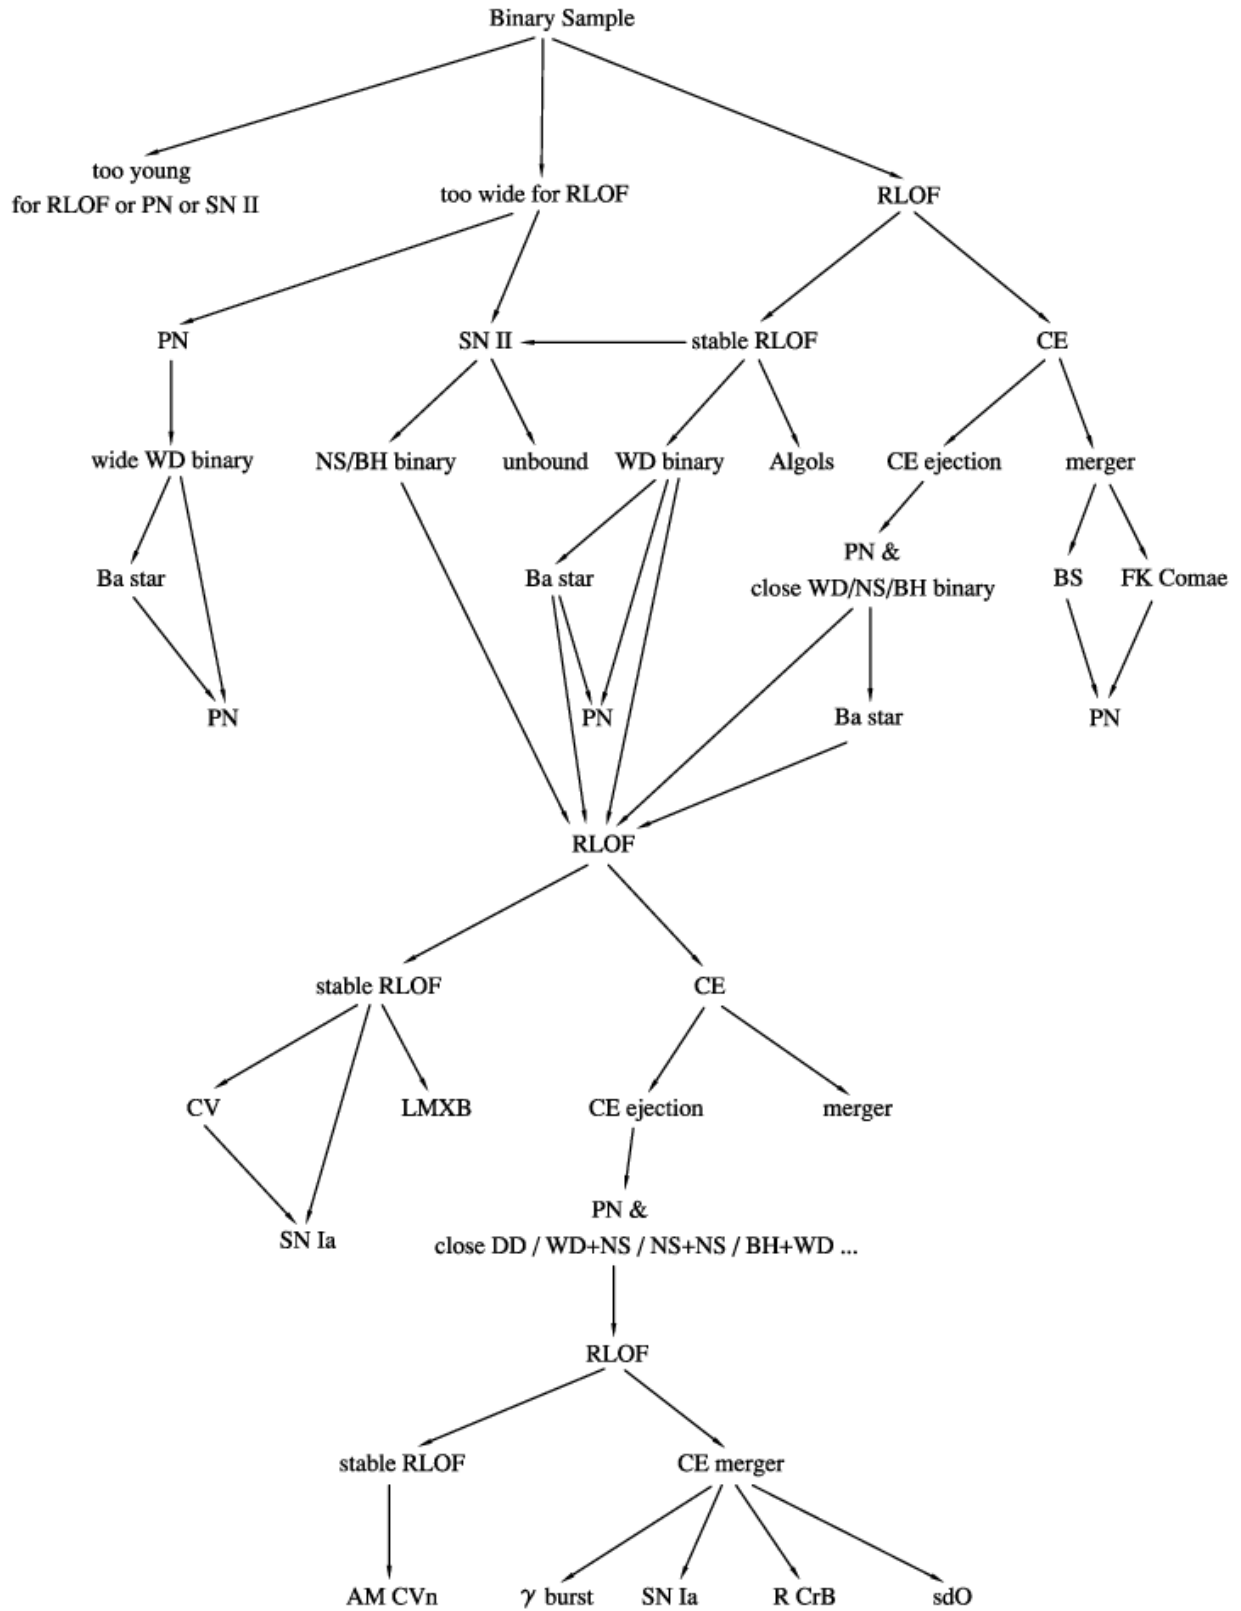 Binary Sample
too young
for RLOF or PN or SN II
too wide for RLOF
RLOF
PN
SN II
stable RLOF
CE
wide WD binary
NS/BH binary
unbound
WD binary
Algols
CE ejection
merger
Ba star
Ba star
PN &
close WD/NS/BH binary
BS
FK Comae
PN
PN
Ba star
PN
RLOF
stable RLOF
CE
CV
LMXB
CE ejection
merger
SN Ia
PN &
close DD / WD+NS / NS+NS / BH+WD ...
RLOF
stable RLOF
CE merger
AM CVn
γ burst
SN Ia
R CrB
sdO